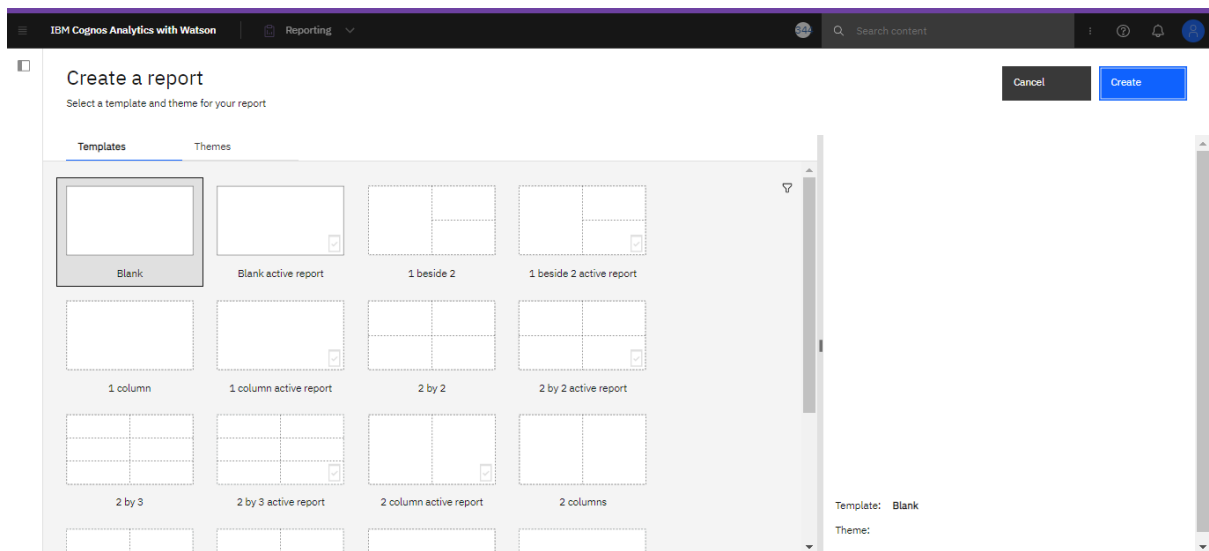 IBM Cognos Analytics with Watson
Reporting
Search content
Create a report
Select a template and theme for your report
Cancel
Create
Templates
Themes
Blank
Blank active report
1 beside 2
1 beside 2 active report
1 column
1 column active report
2 by 2
2 by 2 active report
2 by 3
2 by 3 active report
2 column active report
2 columns
Template: Blank
Theme: